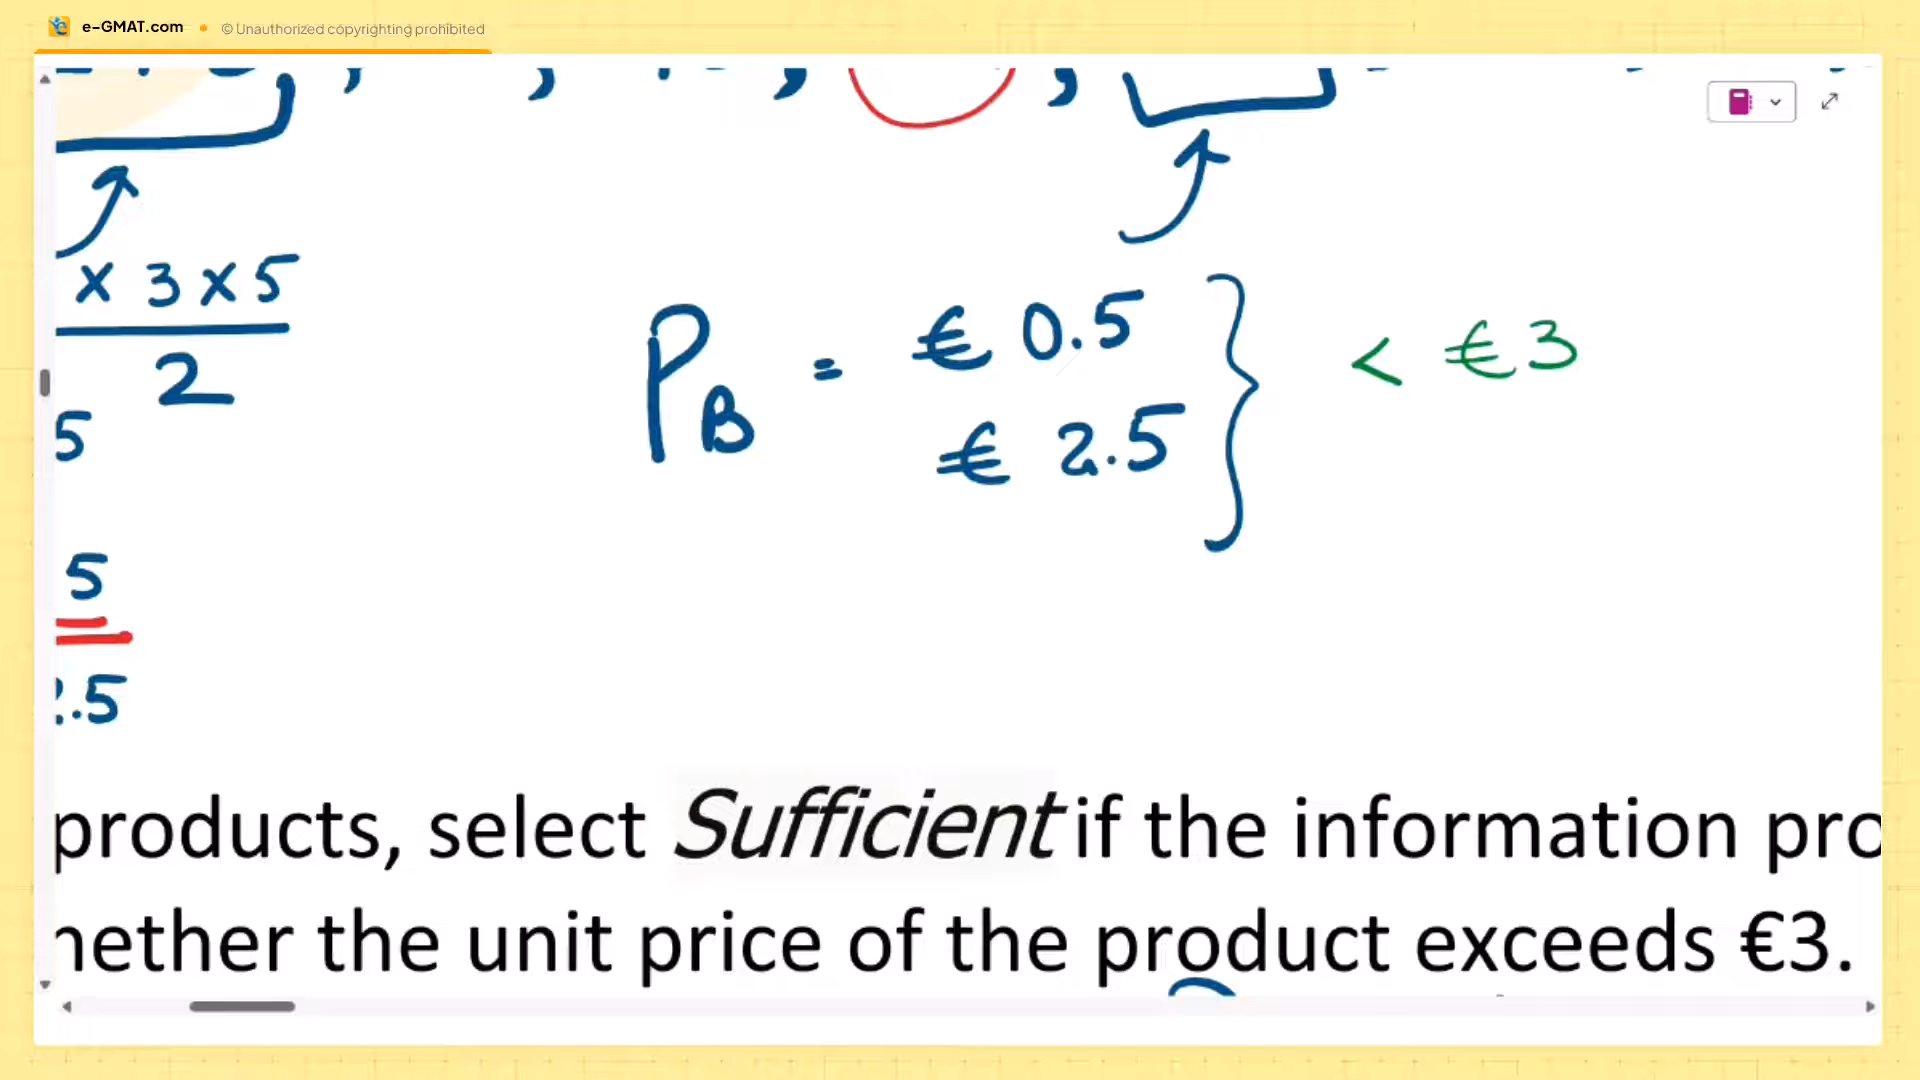 e-GMAT.com • © Unauthorized copyrighting prohibited
x 3 x 5
2
5
5
.5
P_B = € 0.5
€ 2.5
< € 3
products, select Sufficient if the information pro
hether the unit price of the product exceeds €3.